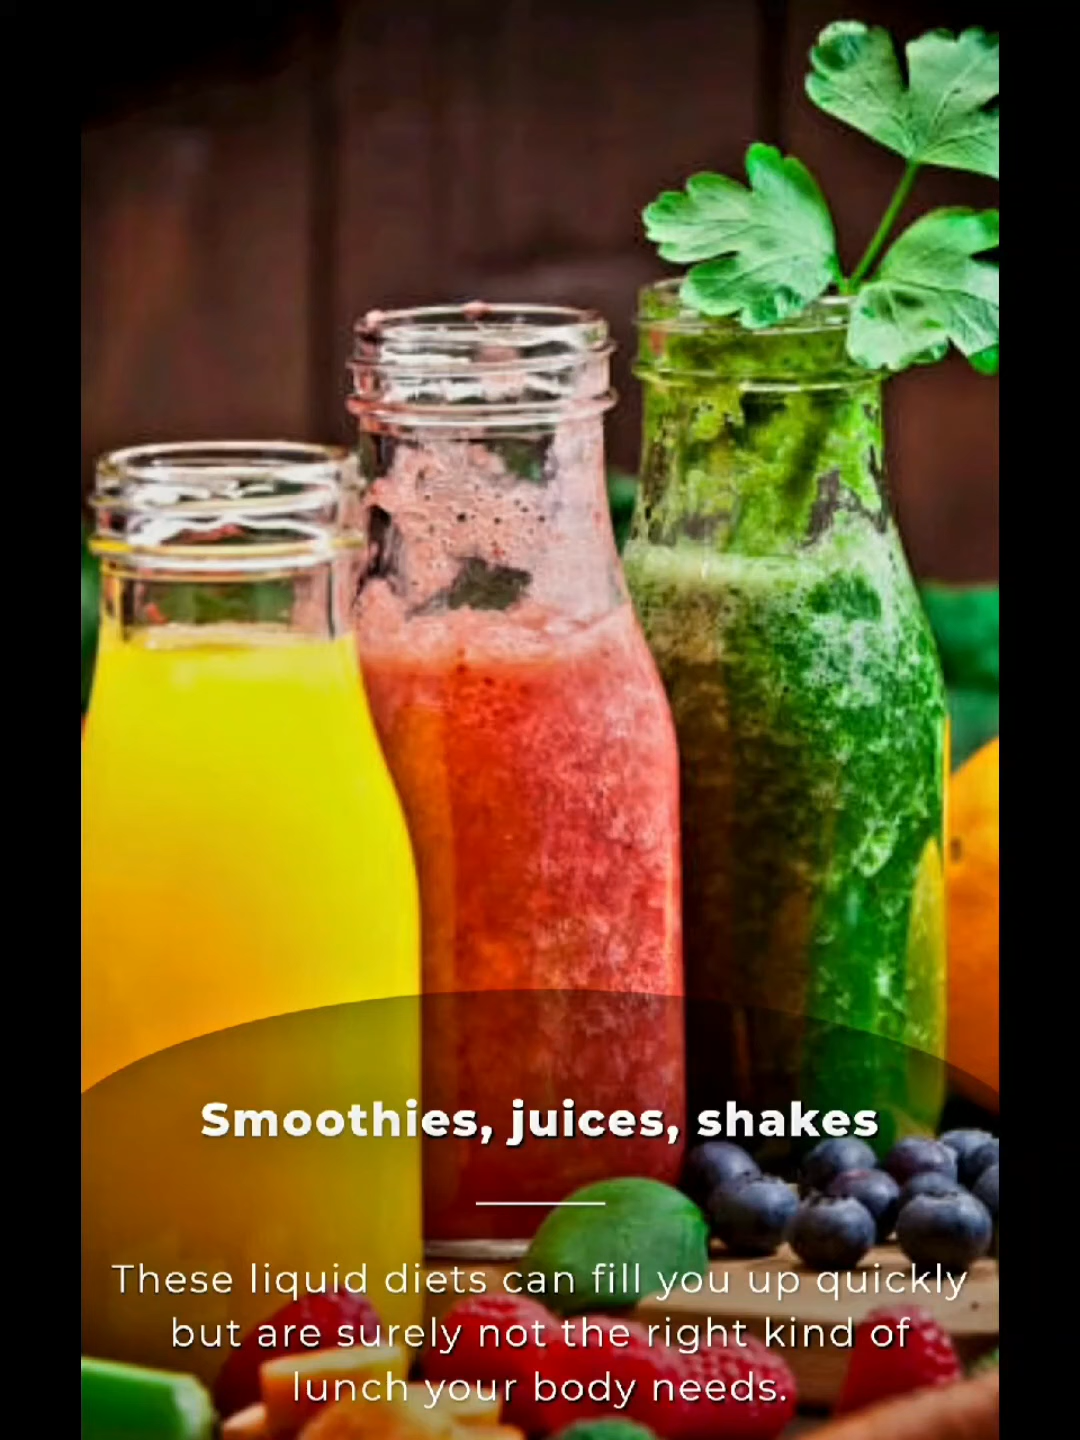 Smoothies, juices, shakes
These liquid diets can fill you up quickly
but are surely not the right kind of
lunch your body needs.